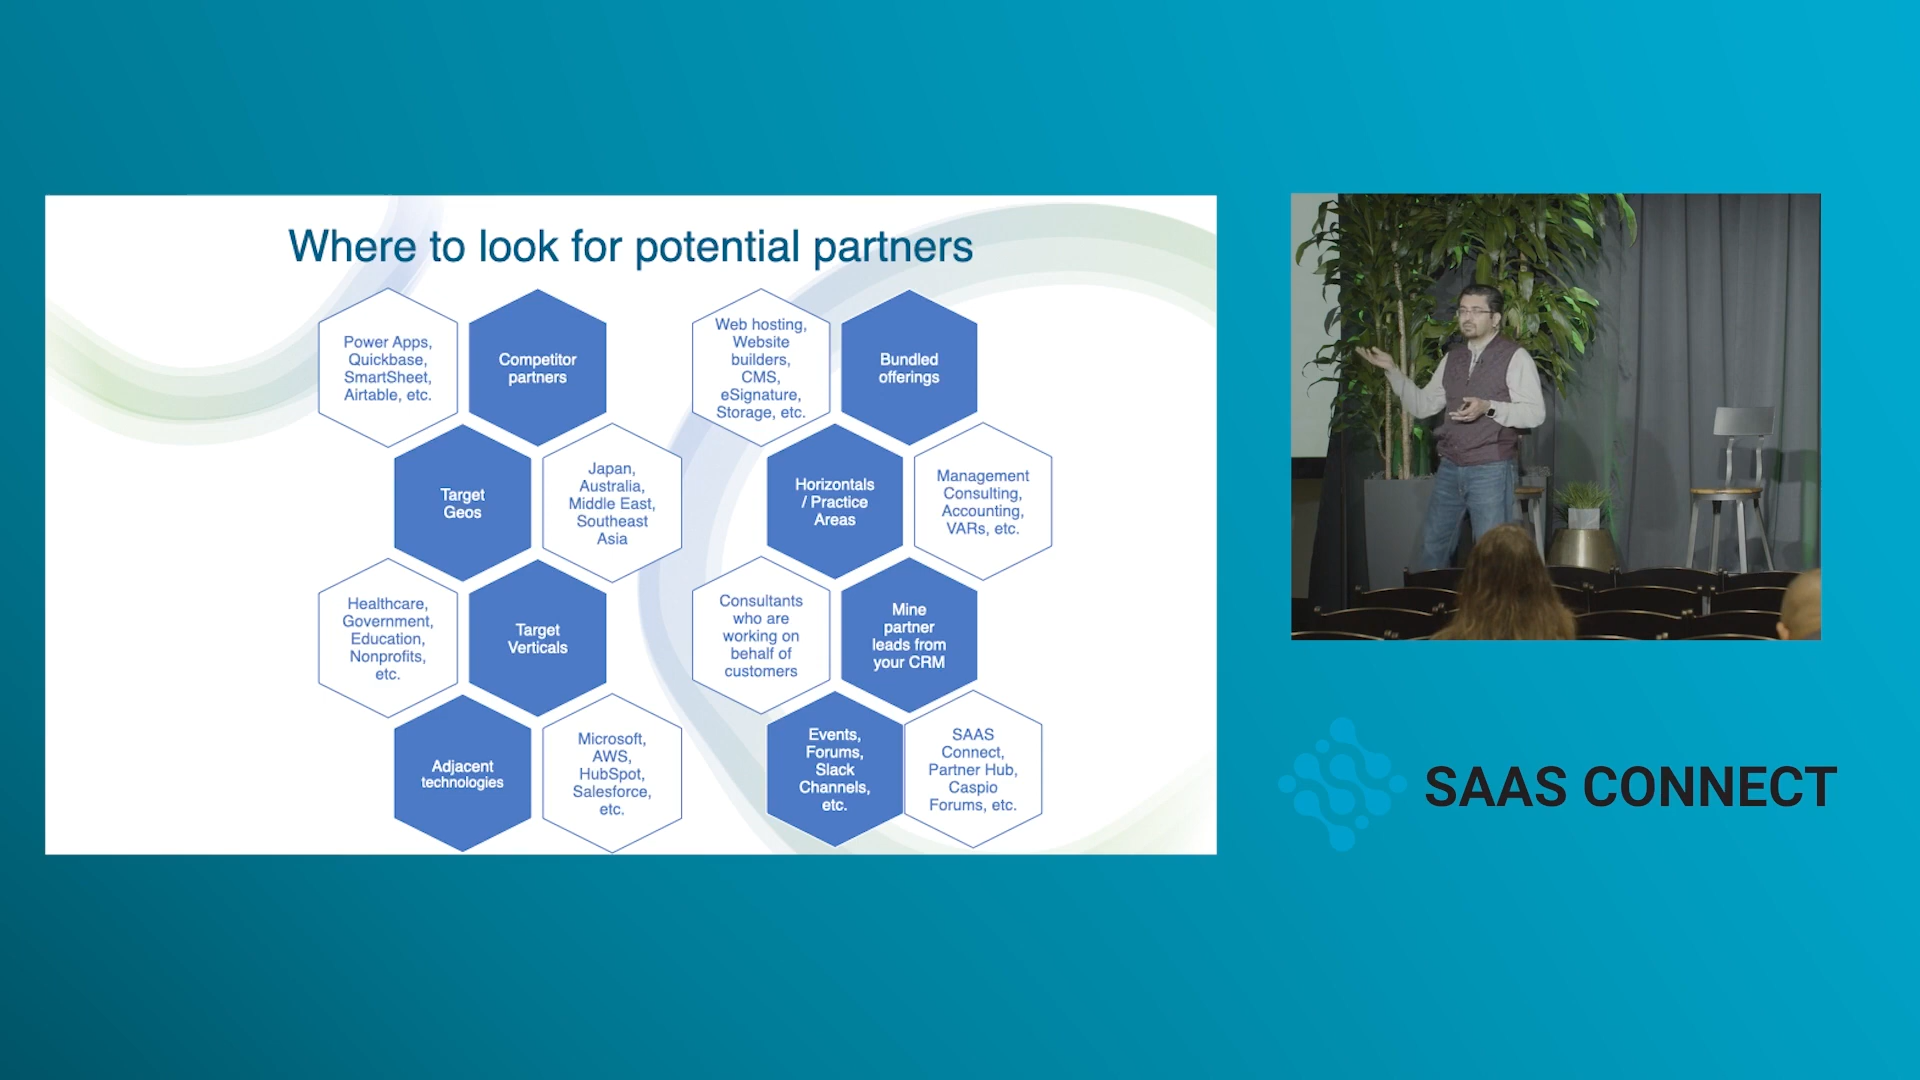 Where to look for potential partners
Power Apps,
Quickbase,
SmartSheet,
Airtable, etc.
Competitor
partners
Target
Geos
Japan,
Australia,
Middle East,
Southeast
Asia
Healthcare,
Government,
Education,
Nonprofits,
etc.
Target
Verticals
Adjacent
technologies
Microsoft,
AWS,
HubSpot,
Salesforce,
etc.
Web hosting,
Website
builders,
CMS,
eSignature,
Storage, etc.
Bundled
offerings
Horizontals
/ Practice
Areas
Management
Consulting,
Accounting,
VARs, etc.
Consultants
who are
working on
behalf of
customers
Mine
partner
leads from
your CRM
Events,
Forums,
Slack
Channels,
etc.
SAAS
Connect,
Partner Hub,
Caspio
Forums, etc.
SAAS CONNECT